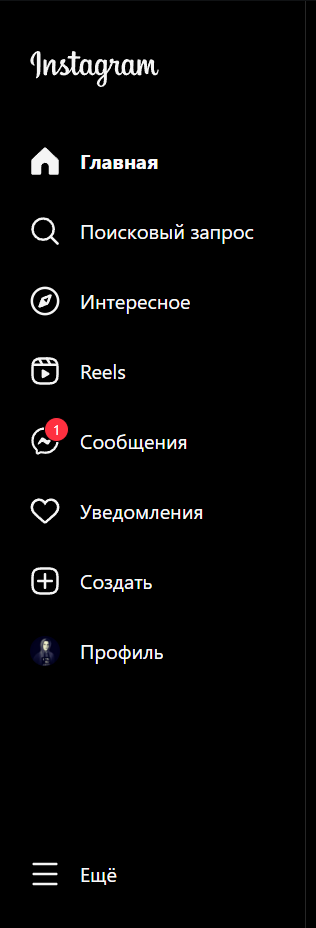 Instagram
Главная
Поисковый запрос
Интересное
Reels
1
Сообщения
Уведомления
Создать
Профиль
Ещё